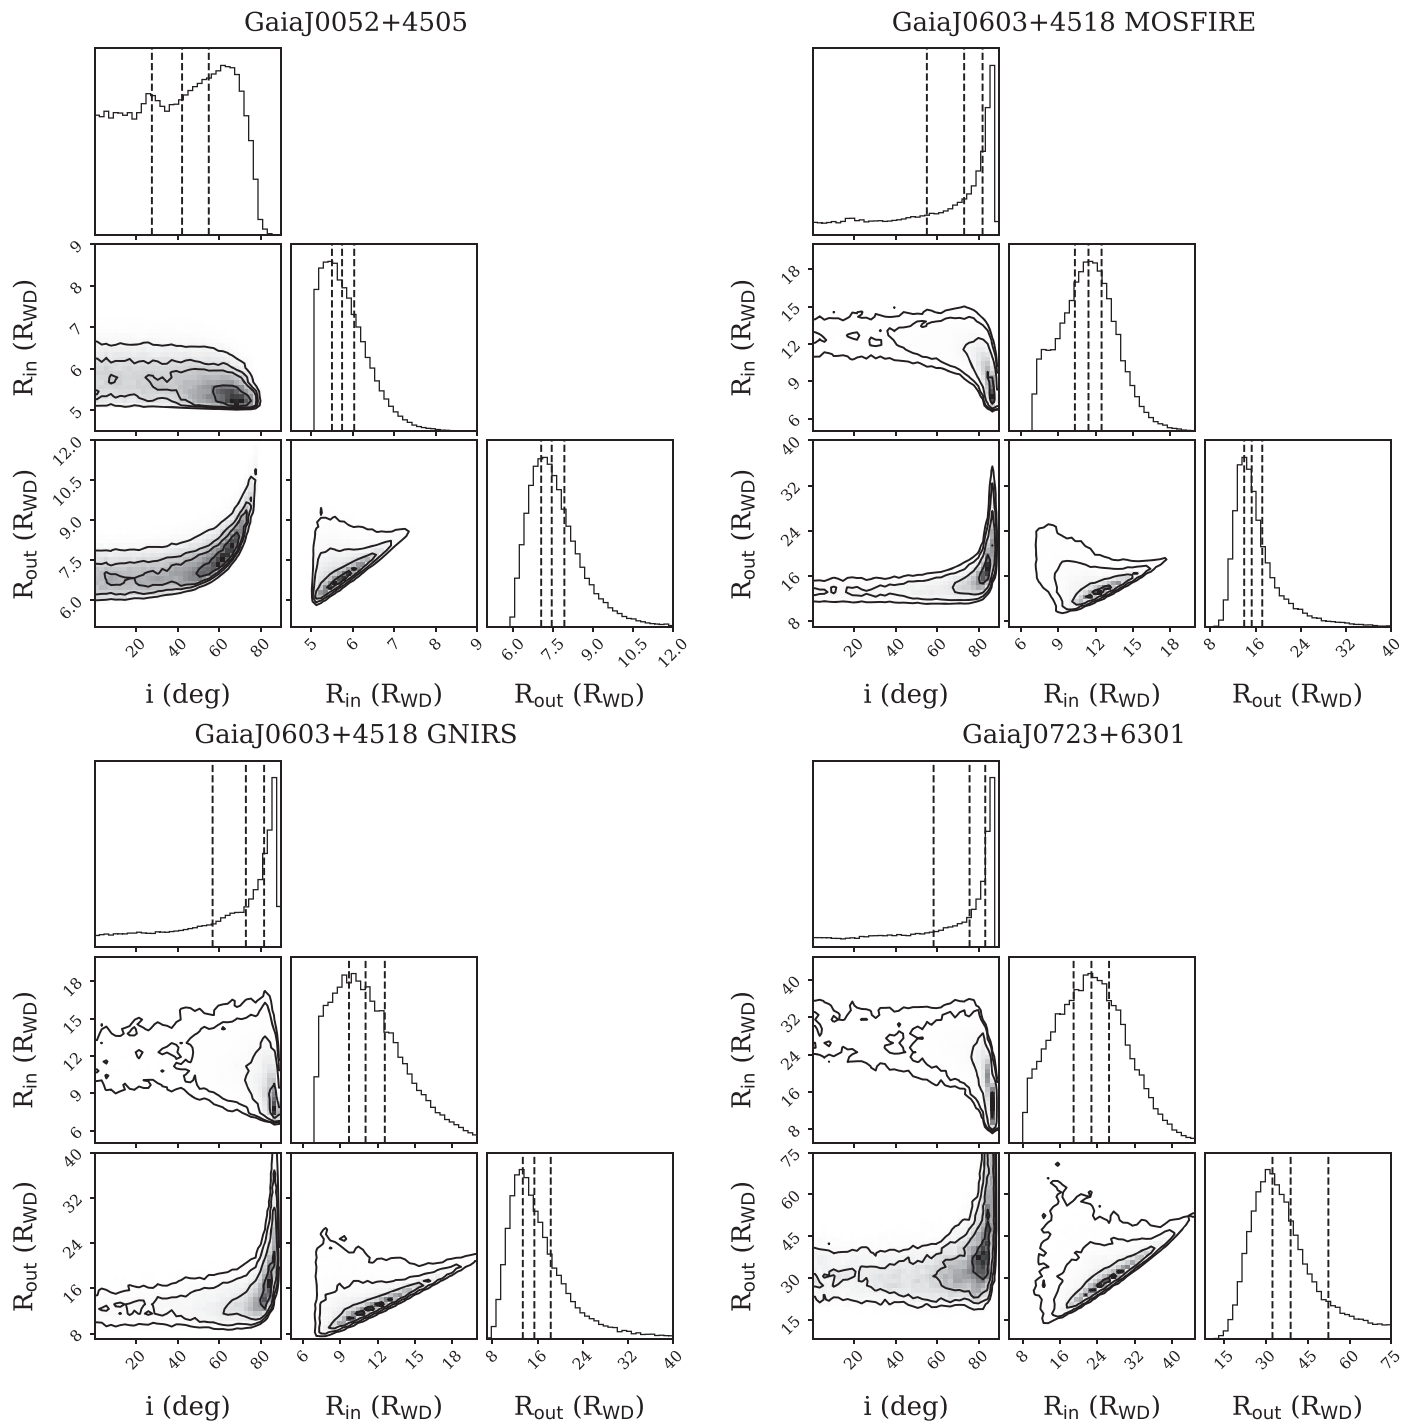 GaiaJ0052+4505
GaiaJ0603+4518 MOSFIRE
9
8
7
6
5
R_in (R_WD)
18
15
12
9
6
R_in (R_WD)
12.0
10.5
9.0
7.5
6.0
R_out (R_WD)
40
32
24
16
8
R_out (R_WD)
20 40 60 80
5 6 7 8 9
6.0 7.5 9.0 10.5 12.0
20 40 60 80
6 9 12 15 18
8 16 24 32 40
i (deg)
R_in (R_WD)
R_out (R_WD)
i (deg)
R_in (R_WD)
R_out (R_WD)
GaiaJ0603+4518 GNIRS
GaiaJ0723+6301
18
15
12
9
6
R_in (R_WD)
40
32
24
16
8
R_in (R_WD)
40
32
24
16
8
R_out (R_WD)
75
60
45
30
15
R_out (R_WD)
20 40 60 80
6 9 12 15 18
8 16 24 32 40
20 40 60 80
8 16 24 32 40
15 30 45 60 75
i (deg)
R_in (R_WD)
R_out (R_WD)
i (deg)
R_in (R_WD)
R_out (R_WD)